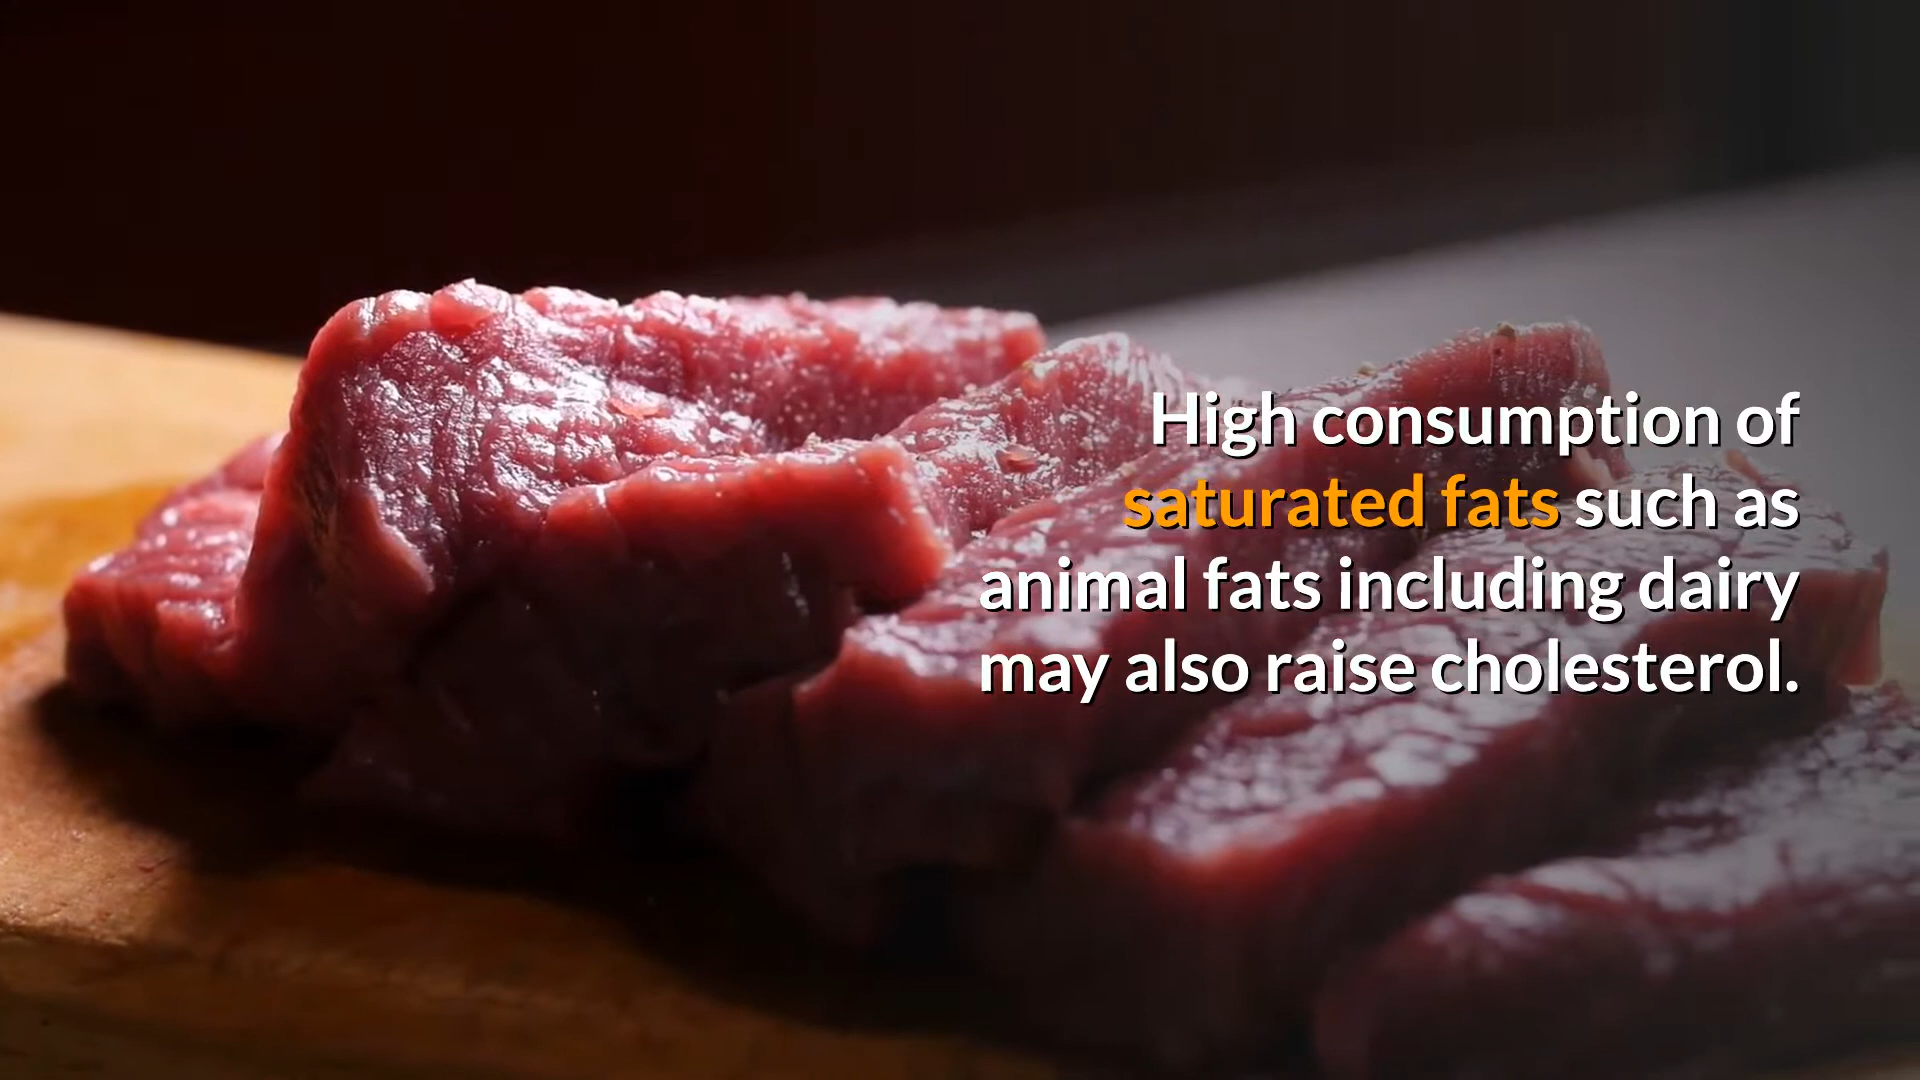 High consumption of
saturated fats such as
animal fats including dairy
may also raise cholesterol.